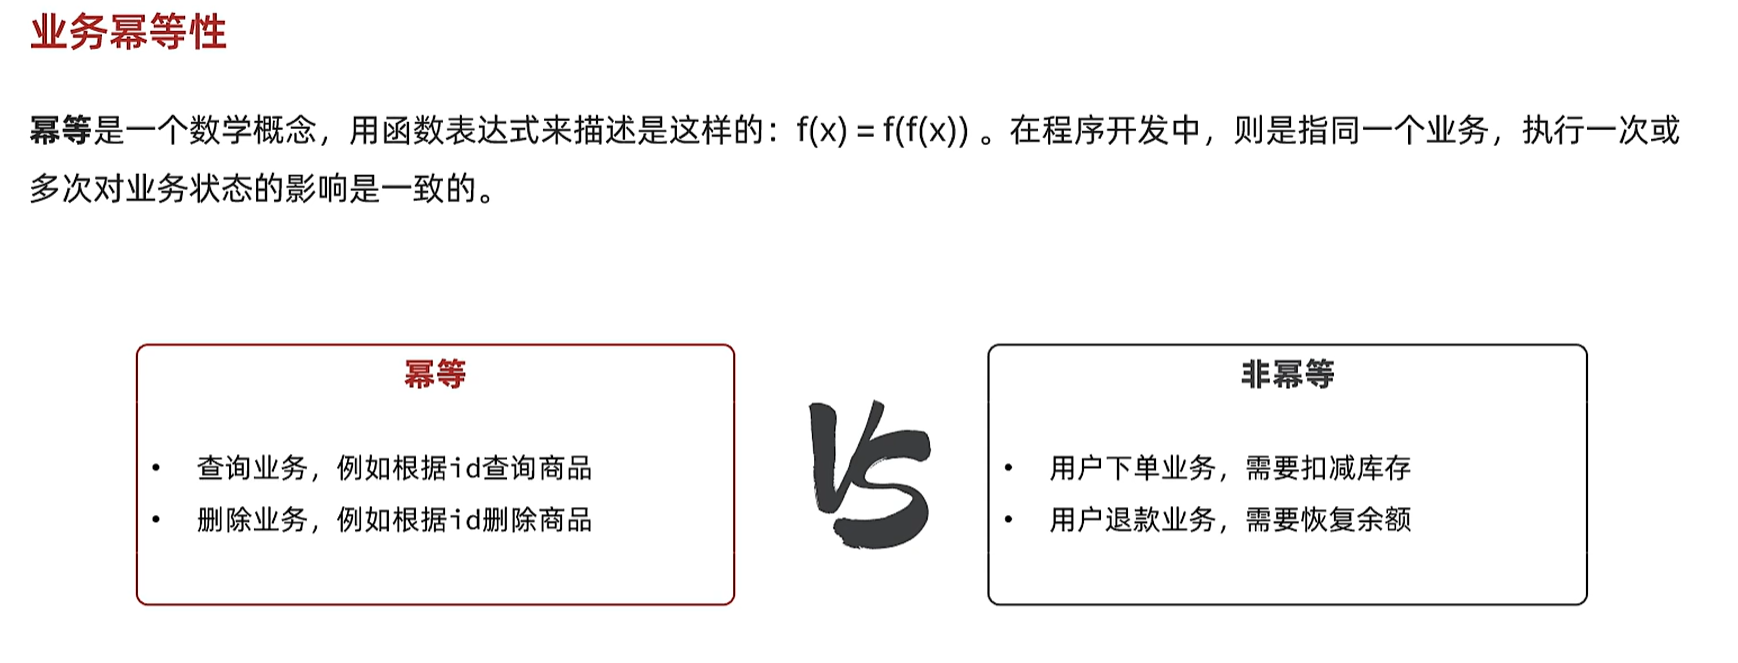 业务幂等性
幂等是一个数学概念，用函数表达式来描述是这样的：f(x) = f(f(x)) 。在程序开发中，则是指同一个业务，执行一次或
多次对业务状态的影响是一致的。
幂等
• 查询业务，例如根据id查询商品
• 删除业务，例如根据id删除商品
VS
非幂等
• 用户下单业务，需要扣减库存
• 用户退款业务，需要恢复余额